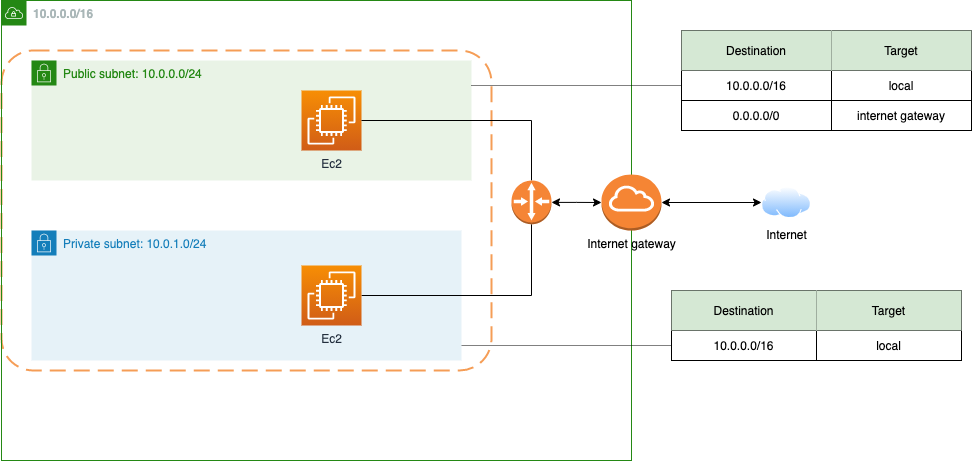 10.0.0.0/16
Public subnet: 10.0.0.0/24
Ec2
Destination Target
10.0.0.0/16 local
0.0.0.0/0 internet gateway
Internet gateway
Internet
Private subnet: 10.0.1.0/24
Ec2
Destination Target
10.0.0.0/16 local